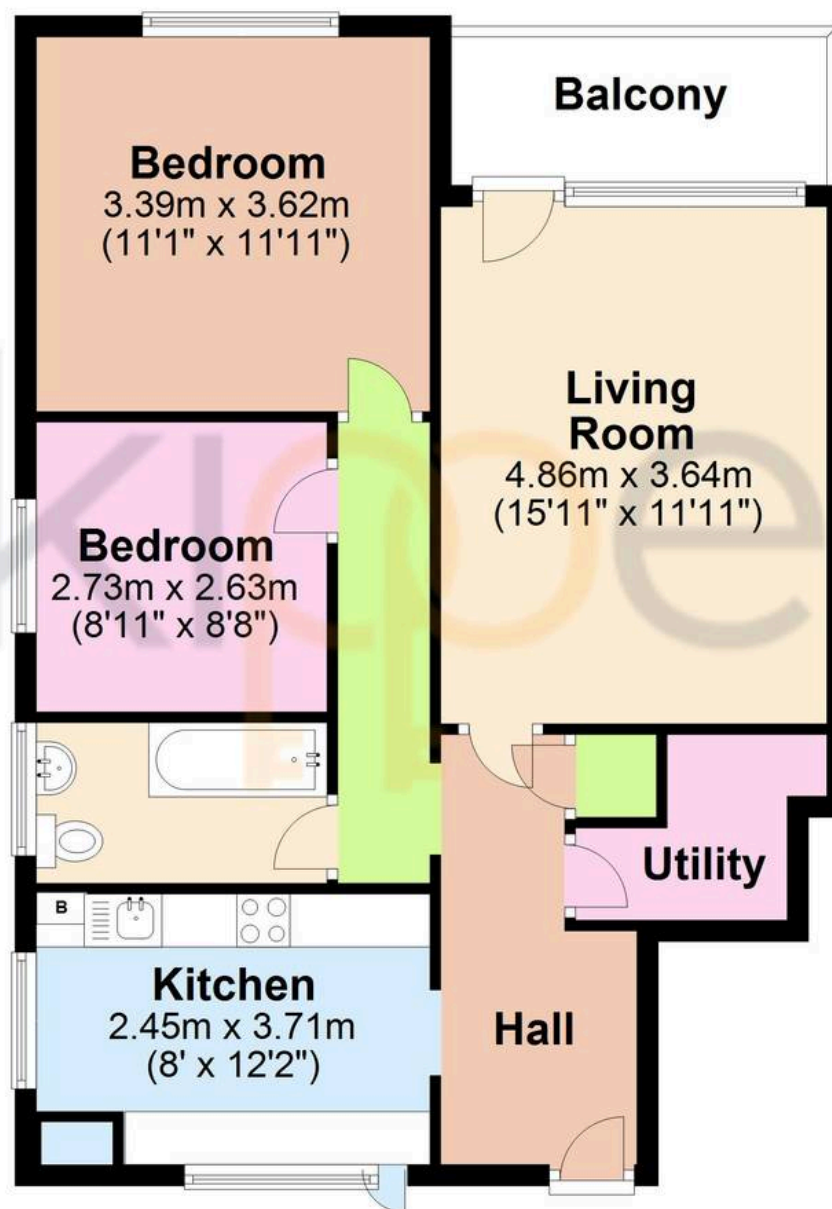 Balcony
Bedroom
3.39m x 3.62m
(11'1" x 11'11")
Living
Room
4.86m x 3.64m
(15'11" x 11'11")
Bedroom
2.73m x 2.63m
(8'11" x 8'8")
Utility
B
Kitchen
2.45m x 3.71m
(8' x 12'2")
Hall